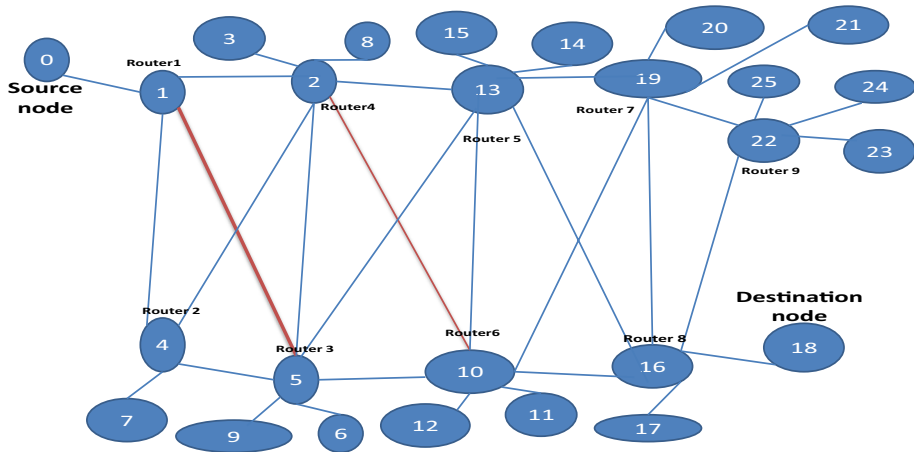 0
Source
node
Router1
1
3
8
2
Router4
15
14
13
Router 5
20
21
19
Router 7
25
24
22
23
Router 9
Router 2
4
Router 3
5
7
9
6
Router6
10
12
11
Router 8
16
17
Destination
node
18